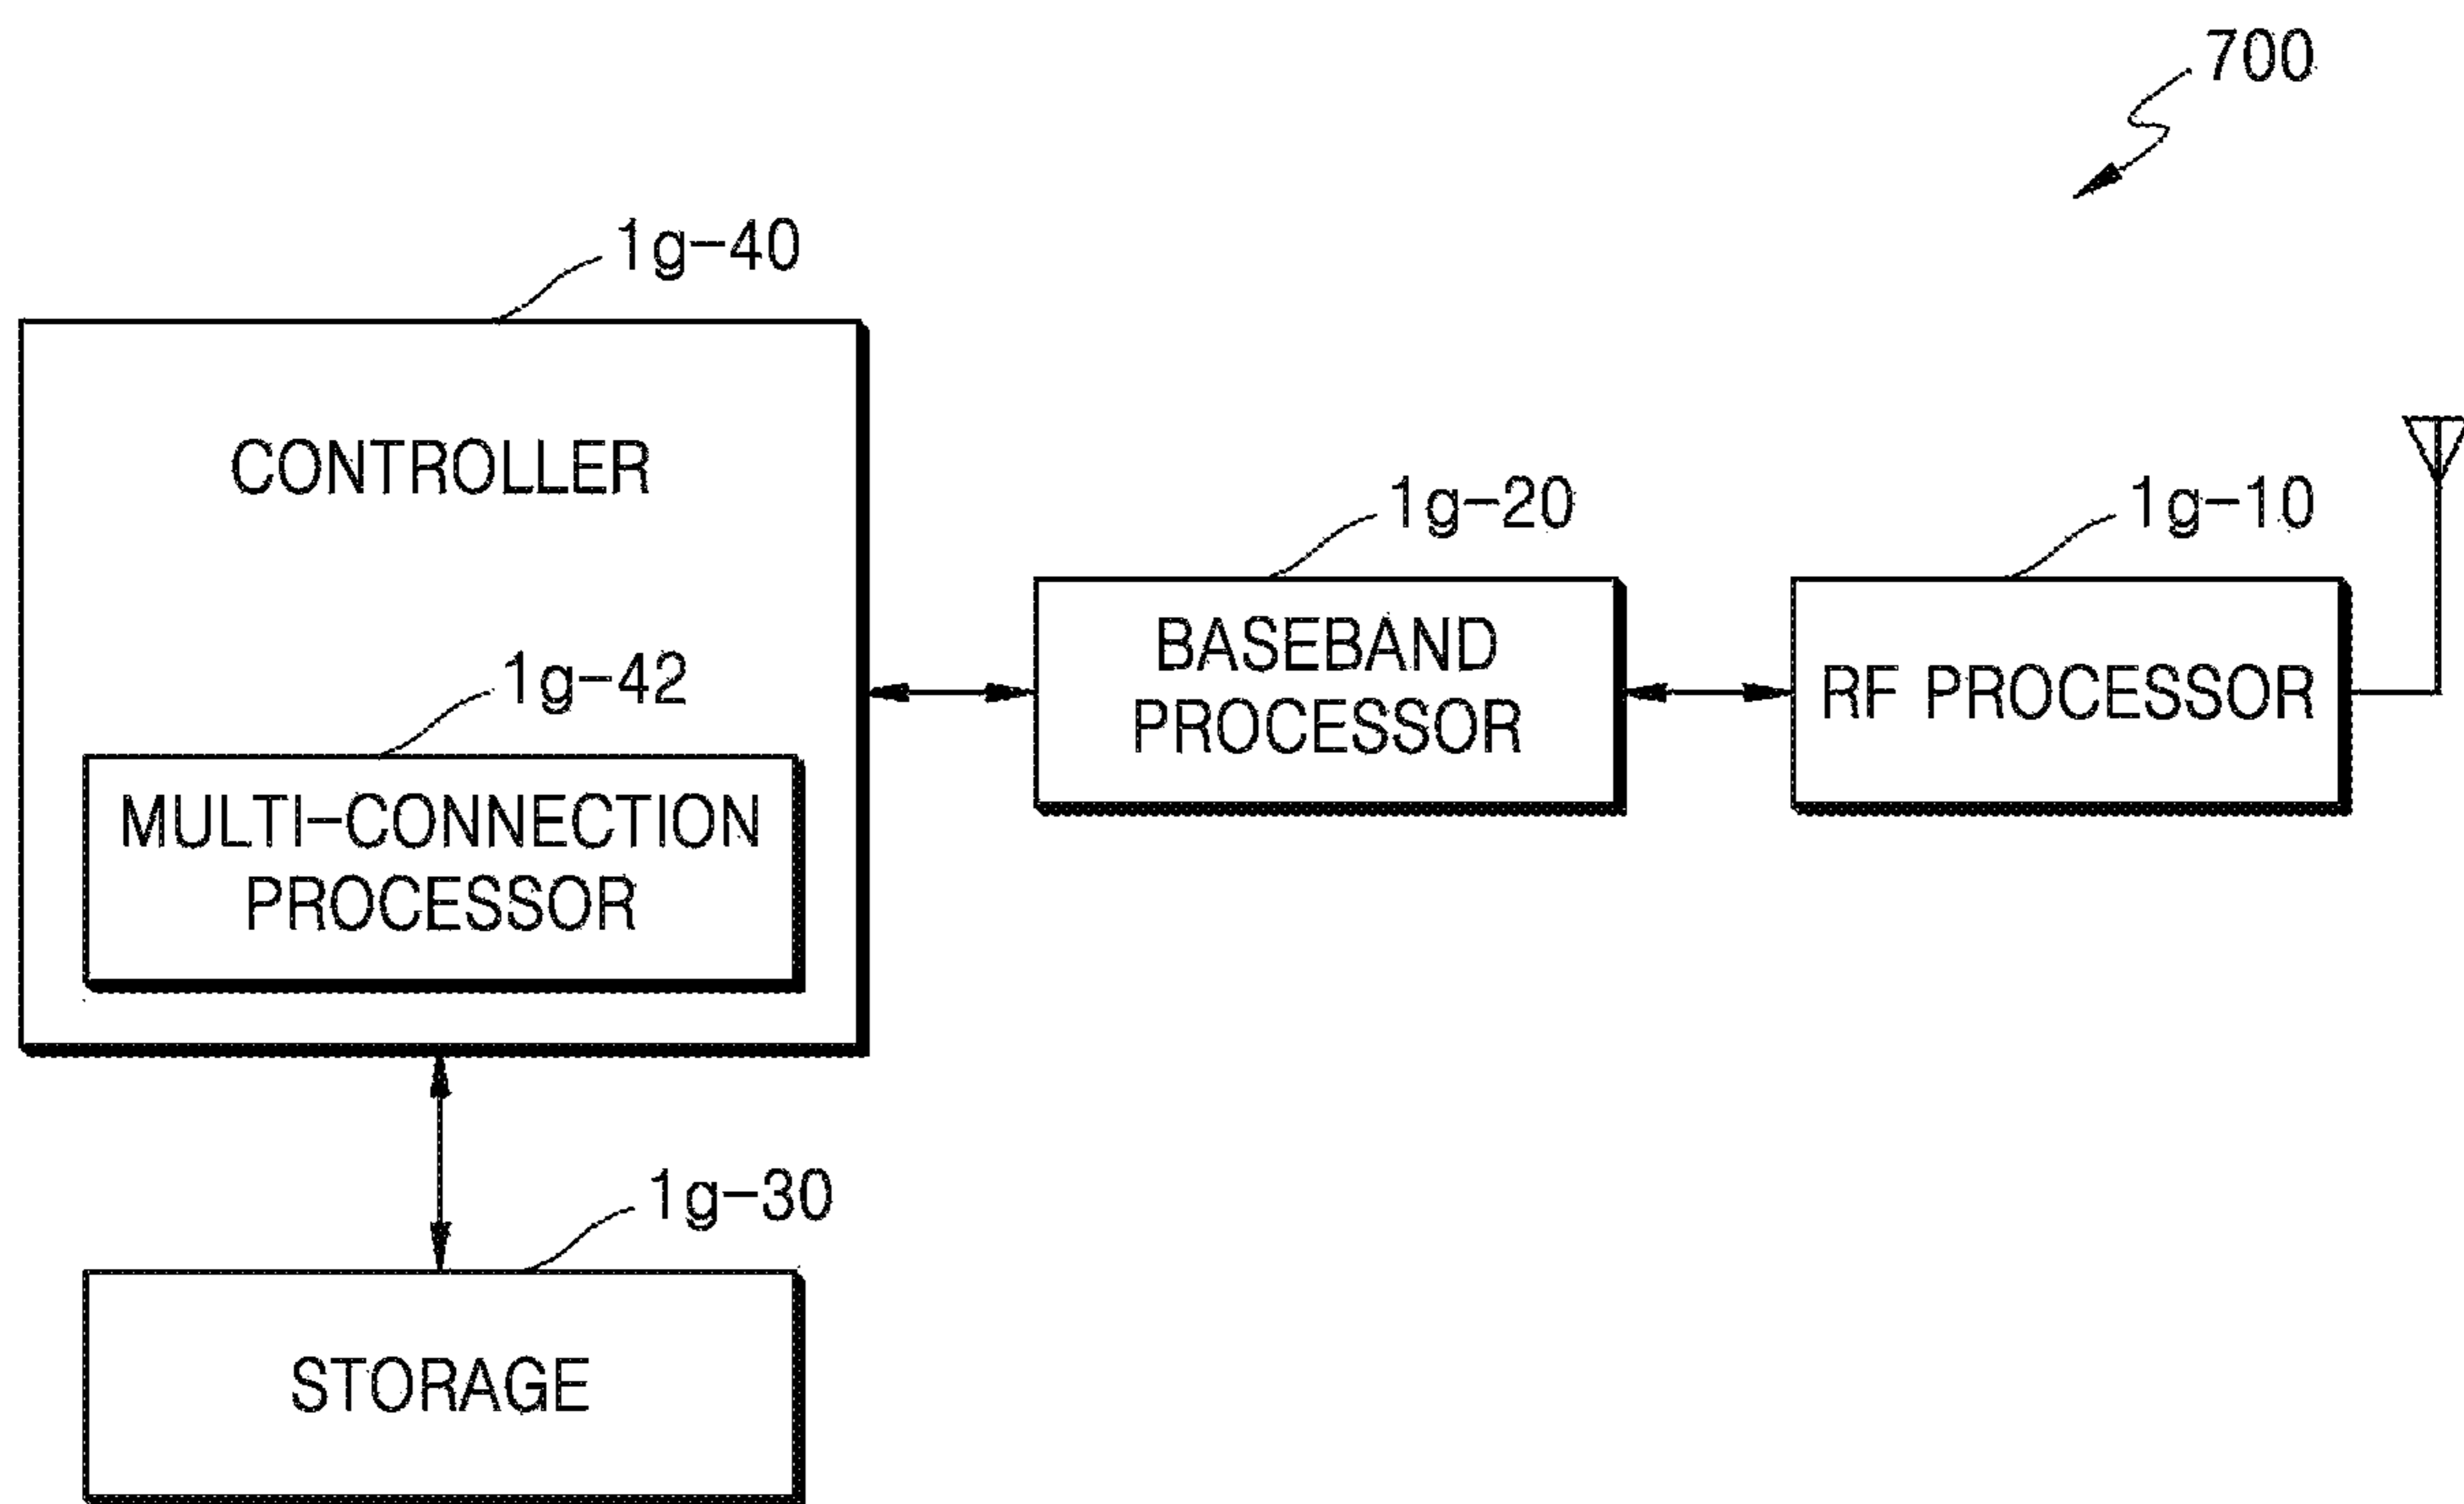 700
1g-40
CONTROLLER
1g-20
1g-10
BASEBAND
PROCESSOR
RF PROCESSOR
1g-42
MULTI-CONNECTION
PROCESSOR
1g-30
STORAGE